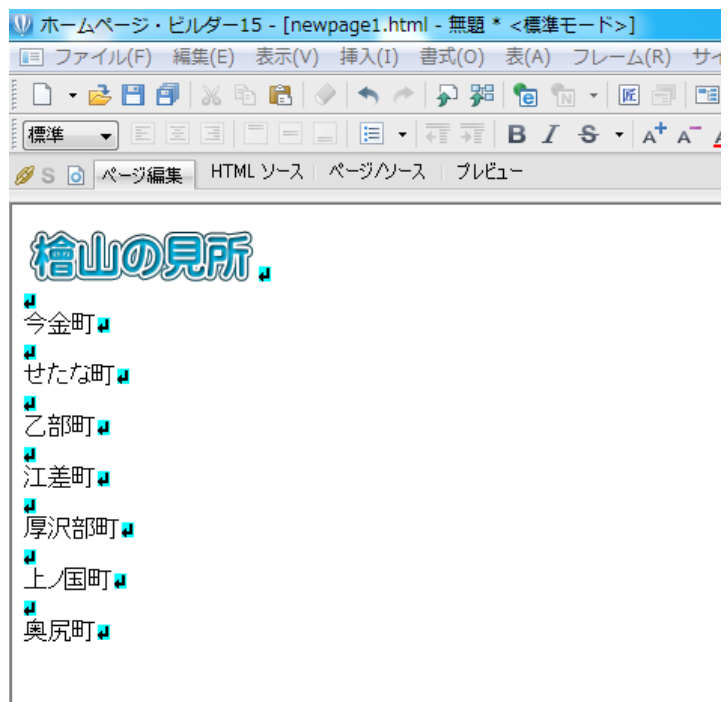 ホームページ・ビルダー15 - [newpage1.html - 無題 * <標準モード>]
ファイル(F) 編集(E) 表示(V) 挿入(I) 書式(O) 表(A) フレーム(R) サイ
標準 B I S A+ A- A
S ページ編集 HTML ソース ページ/ソース プレビュー
檜山の見所
今金町
せたな町
乙部町
江差町
厚沢部町
上ノ国町
奥尻町